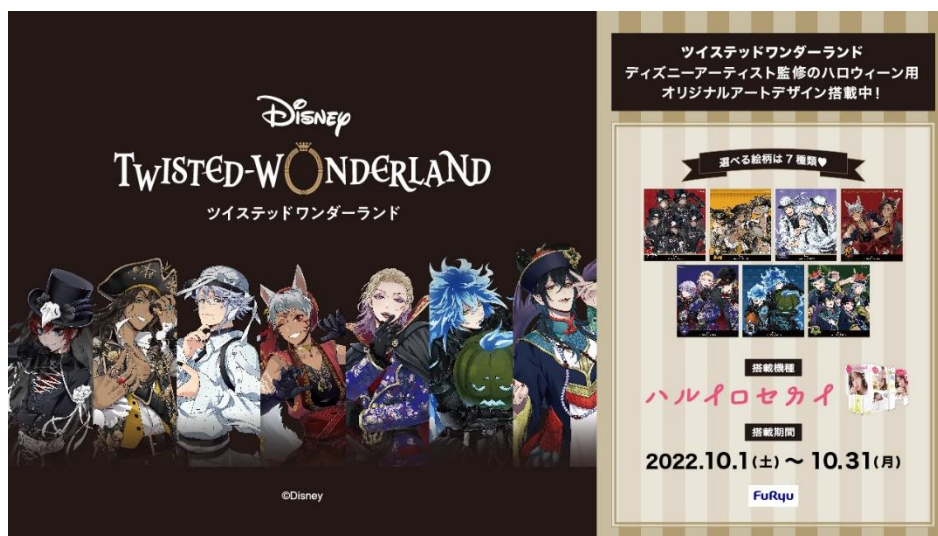 Disney
TWISTED-WONDERLAND
ツイステッドワンダーランド
©Disney
ツイステッドワンダーランド
ディズニーアーティスト監修のハロウィーン用
オリジナルアートデザイン搭載中！
選べる絵柄は7種類♥
搭載機種
ハルイロセカイ
搭載期間
2022.10.1(土)～10.31(月)
FuRyu